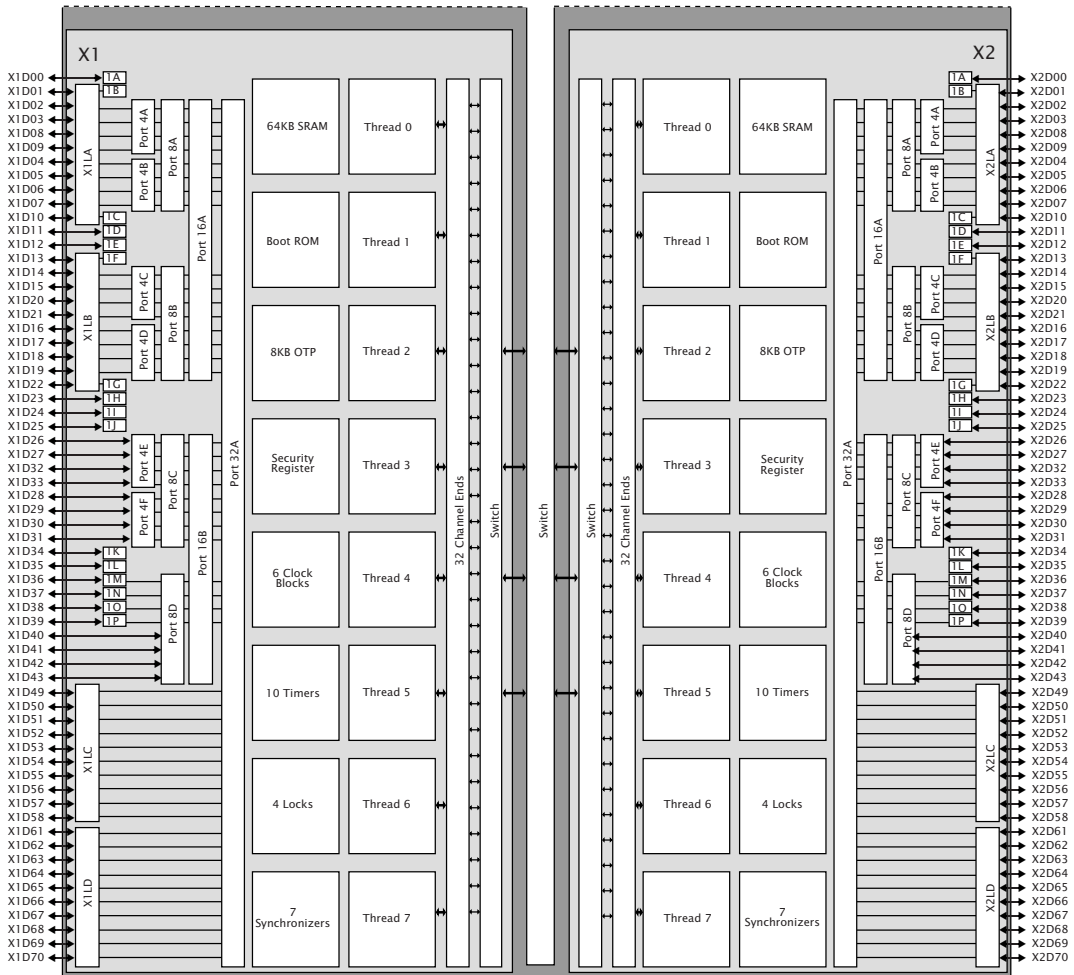 X1
X2
X1D00
X1D01
X1D02
X1D03
X1D08
X1D09
X1D04
X1D05
X1D06
X1D07
X1D10
X1D11
X1D12
X1D13
X1D14
X1D15
X1D20
X1D21
X1D16
X1D17
X1D18
X1D19
X1D22
X1D23
X1D24
X1D25
X1D26
X1D27
X1D32
X1D33
X1D28
X1D29
X1D30
X1D31
X1D34
X1D35
X1D36
X1D37
X1D38
X1D39
X1D40
X1D41
X1D42
X1D43
X1D49
X1D50
X1D51
X1D52
X1D53
X1D54
X1D55
X1D56
X1D57
X1D58
X1D61
X1D62
X1D63
X1D64
X1D65
X1D66
X1D67
X1D68
X1D69
X1D70
X1LA
X1LB
X1LC
X1LD
1A
1B
1C
1D
1E
1F
1G
1H
1I
1J
1K
1L
1M
1N
1O
1P
Port 4A
Port 4B
Port 4C
Port 4D
Port 4E
Port 4F
Port 8A
Port 8B
Port 8C
Port 8D
Port 16A
Port 16B
Port 32A
64KB SRAM
Boot ROM
8KB OTP
Security
Register
6 Clock
Blocks
10 Timers
4 Locks
7
Synchronizers
Thread 0
Thread 1
Thread 2
Thread 3
Thread 4
Thread 5
Thread 6
Thread 7
32 Channel Ends
Switch
Switch
Switch
32 Channel Ends
Thread 0
Thread 1
Thread 2
Thread 3
Thread 4
Thread 5
Thread 6
Thread 7
64KB SRAM
Boot ROM
8KB OTP
Security
Register
6 Clock
Blocks
10 Timers
4 Locks
7
Synchronizers
Port 32A
Port 16A
Port 16B
Port 8A
Port 8B
Port 8C
Port 8D
Port 4A
Port 4B
Port 4C
Port 4D
Port 4E
Port 4F
1A
1B
1C
1D
1E
1F
1G
1H
1I
1J
1K
1L
1M
1N
1O
1P
X2LA
X2LB
X2LC
X2LD
X2D00
X2D01
X2D02
X2D03
X2D08
X2D09
X2D04
X2D05
X2D06
X2D07
X2D10
X2D11
X2D12
X2D13
X2D14
X2D15
X2D20
X2D21
X2D16
X2D17
X2D18
X2D19
X2D22
X2D23
X2D24
X2D25
X2D26
X2D27
X2D32
X2D33
X2D28
X2D29
X2D30
X2D31
X2D34
X2D35
X2D36
X2D37
X2D38
X2D39
X2D40
X2D41
X2D42
X2D43
X2D49
X2D50
X2D51
X2D52
X2D53
X2D54
X2D55
X2D56
X2D57
X2D58
X2D61
X2D62
X2D63
X2D64
X2D65
X2D66
X2D67
X2D68
X2D69
X2D70